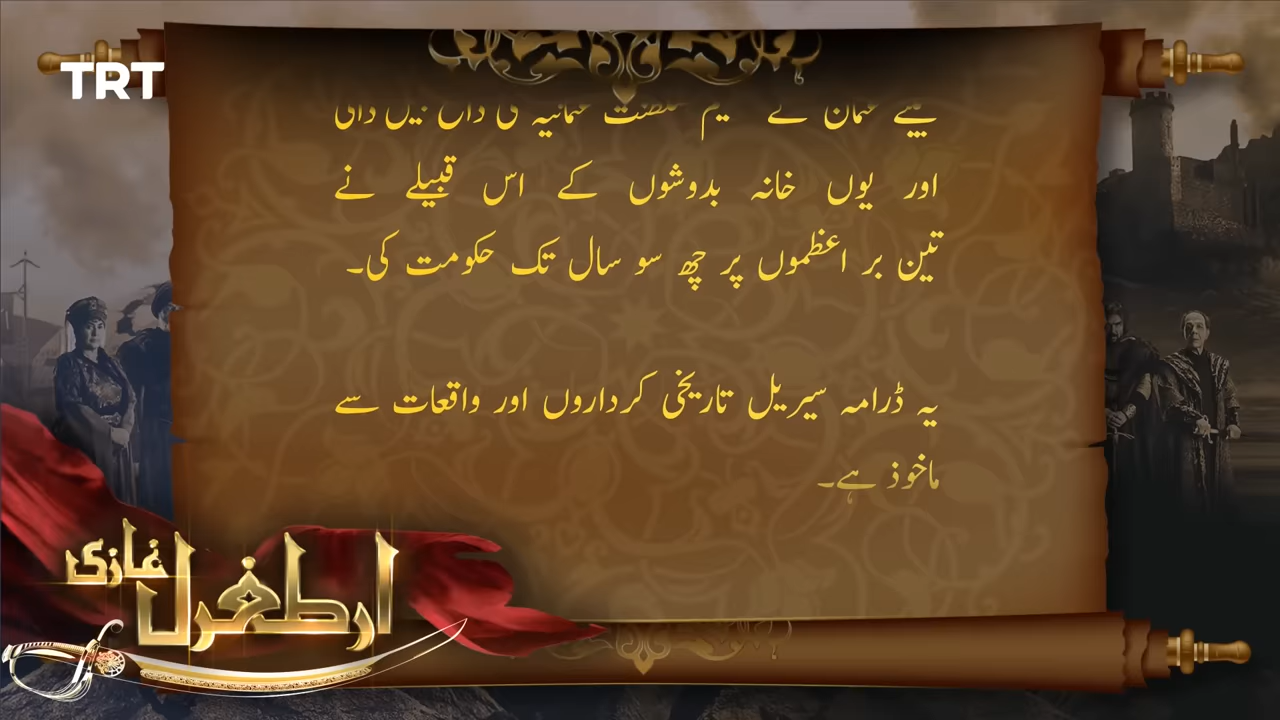 TRT
اور یوں خانہ بدوشوں کے اس قبیلے نے
تین بر اعظموں پر چھ سو سال تک حکومت کی۔
یہ ڈرامہ سیریل تاریخی کرداروں اور واقعات سے
ماخوذ ہے۔
ارطغرل غازی